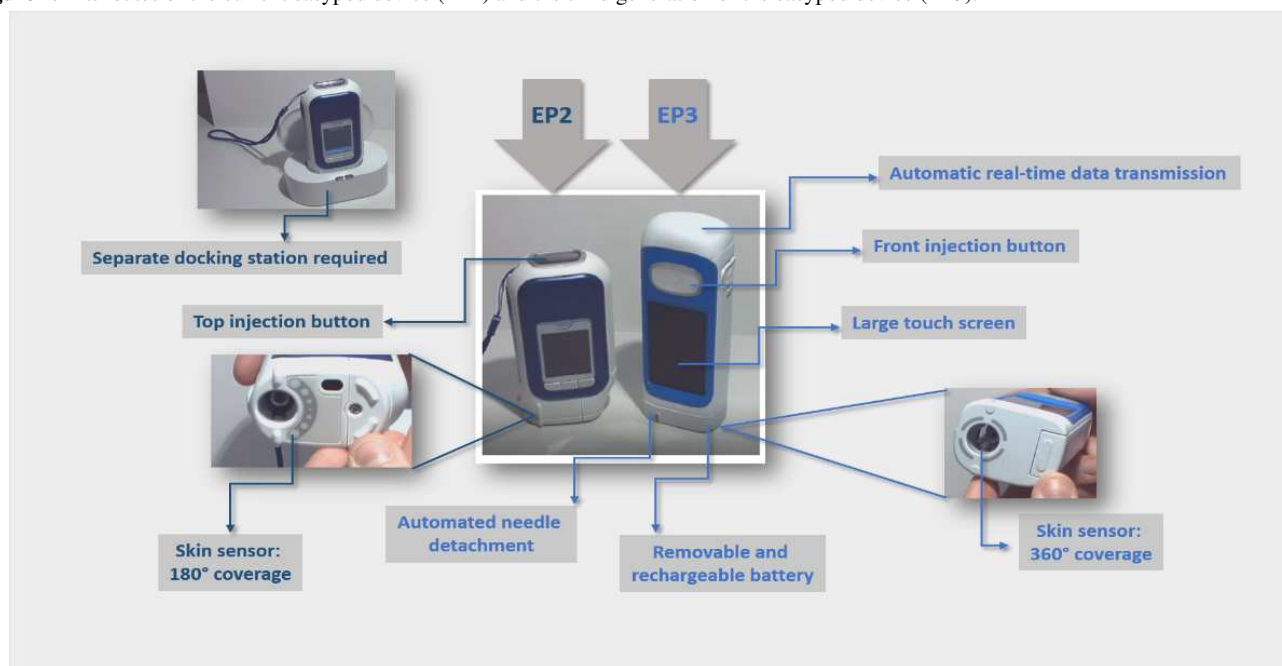 EP2
EP3
Automatic real-time data transmission
Separate docking station required
Front injection button
Top injection button
Large touch screen
Automated needle
detachment
Skin sensor:
180° coverage
Removable and
rechargeable battery
Skin sensor:
360° coverage